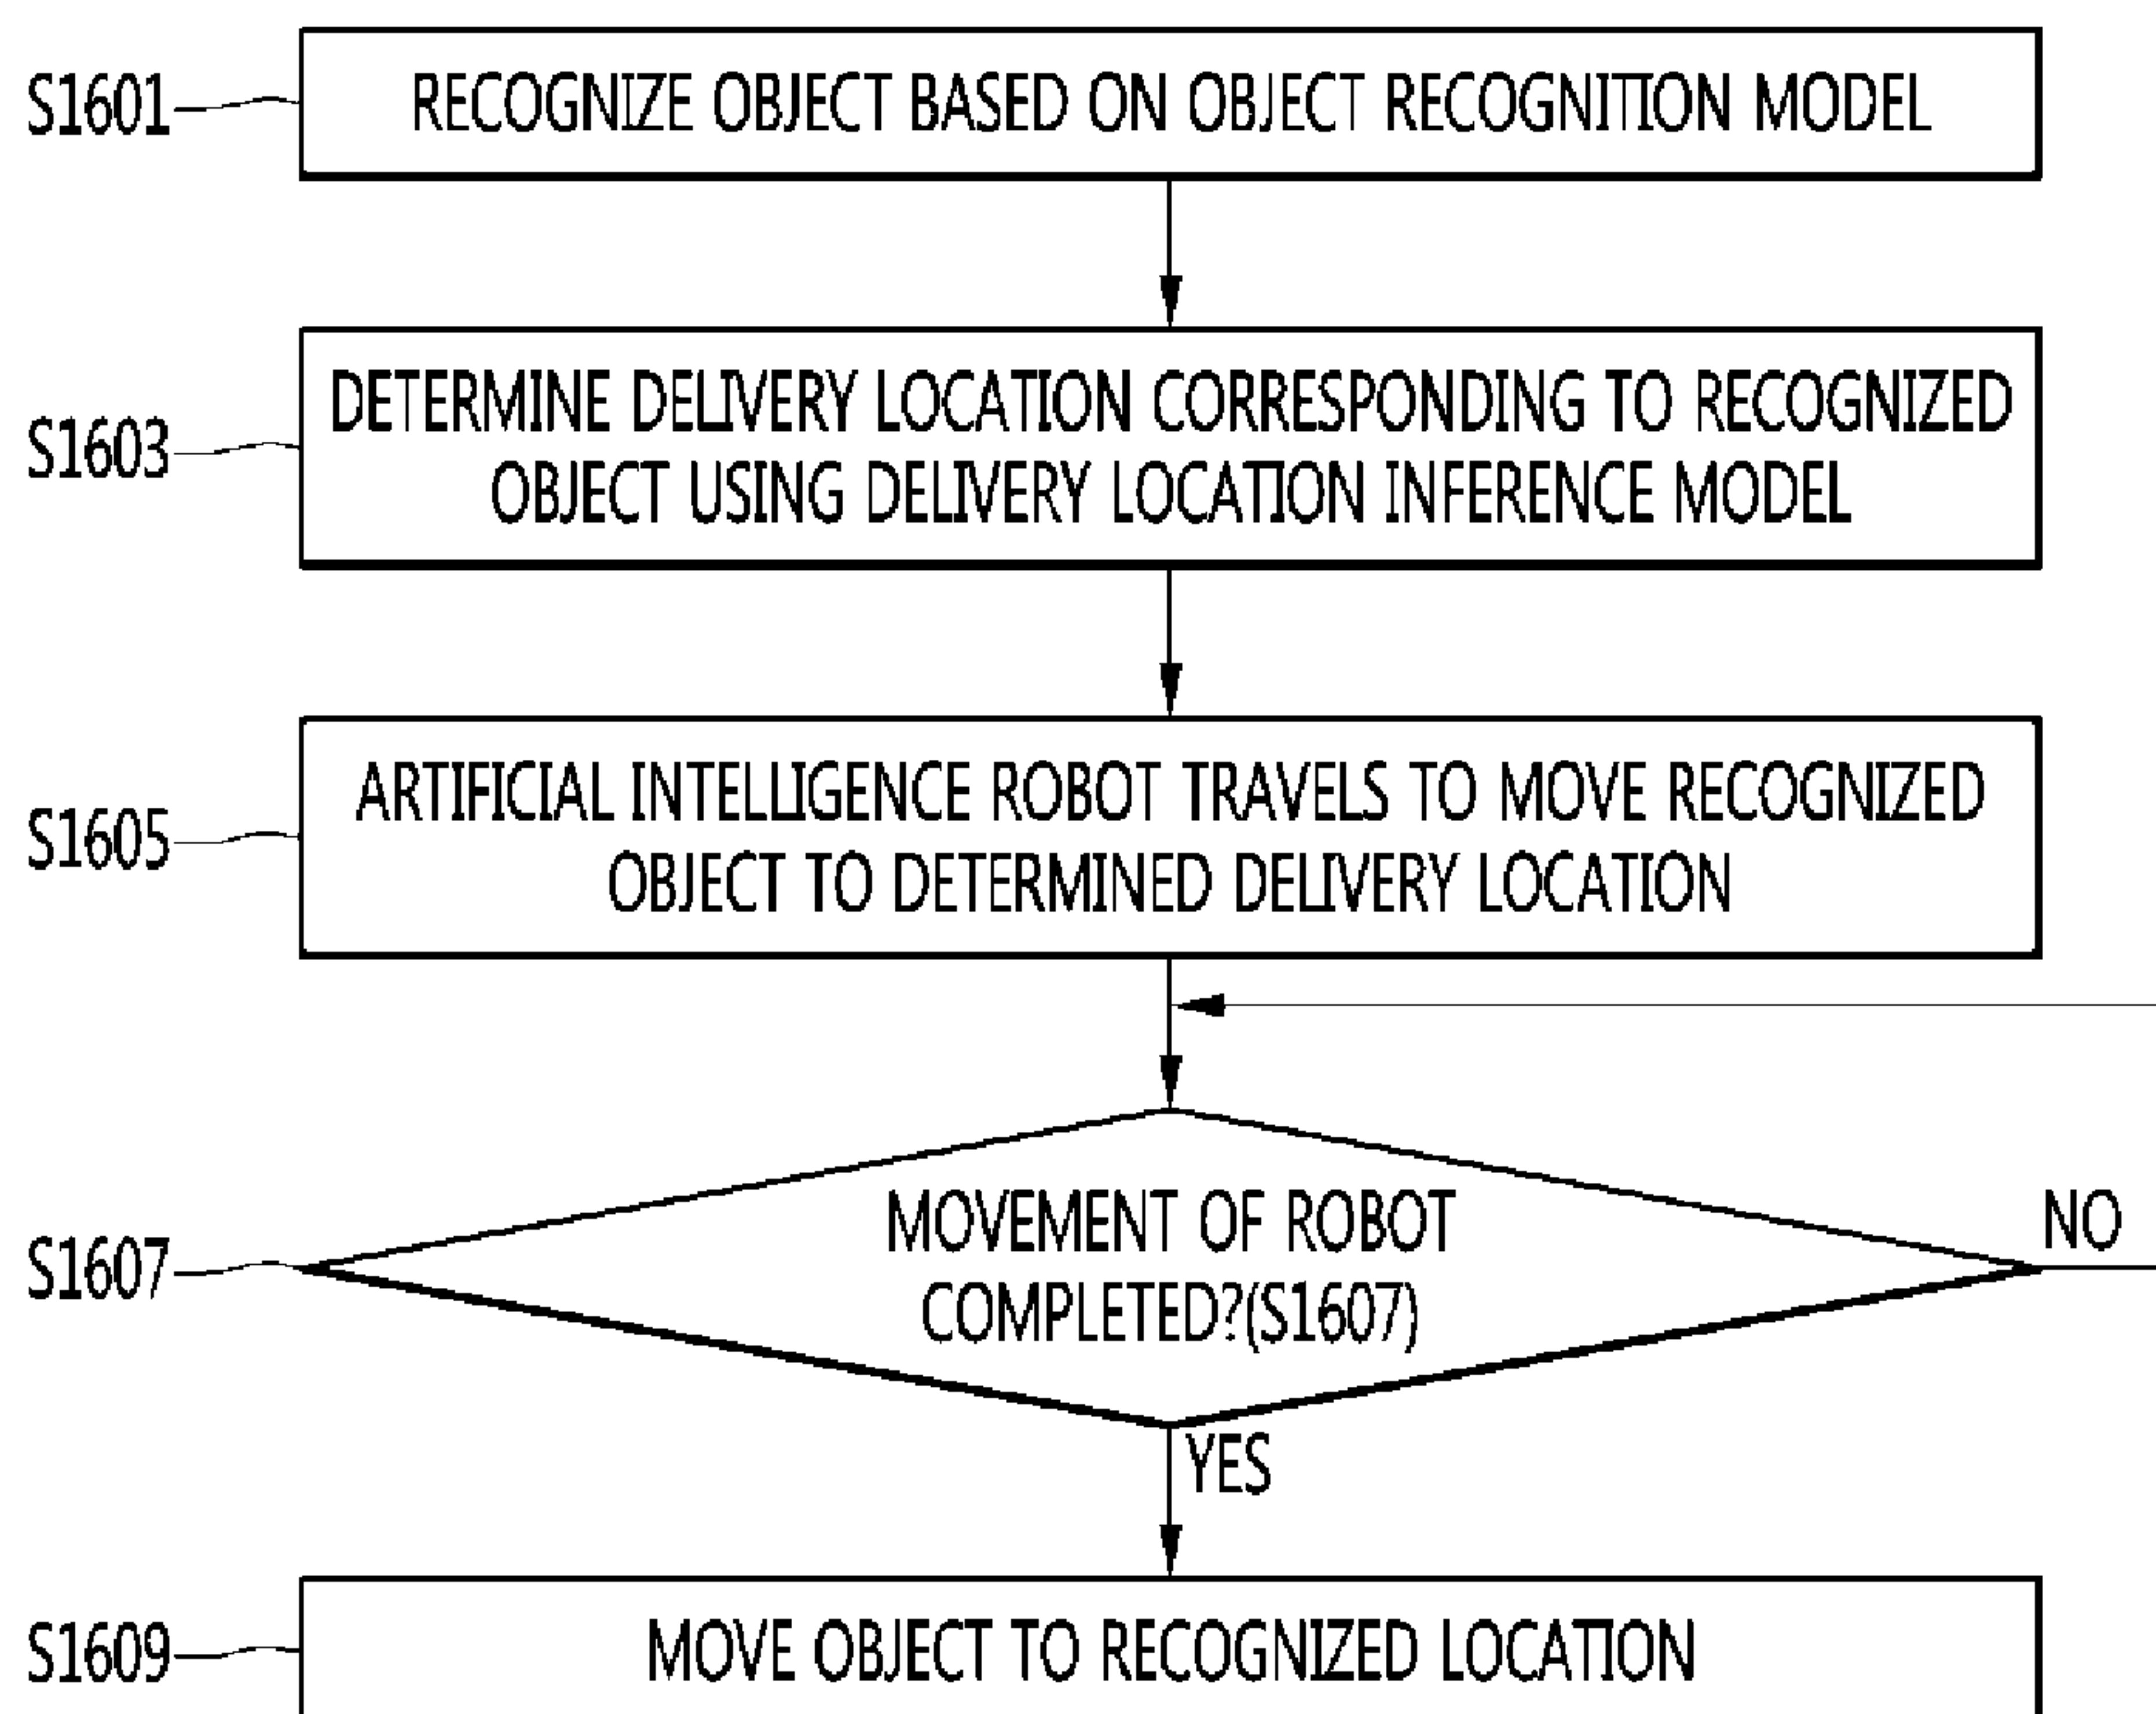 S1601
RECOGNIZE OBJECT BASED ON OBJECT RECOGNITION MODEL
S1603
DETERMINE DELIVERY LOCATION CORRESPONDING TO RECOGNIZED
OBJECT USING DELIVERY LOCATION INFERENCE MODEL
S1605
ARTIFICIAL INTELLIGENCE ROBOT TRAVELS TO MOVE RECOGNIZED
OBJECT TO DETERMINED DELIVERY LOCATION
S1607
MOVEMENT OF ROBOT
COMPLETED?(S1607)
NO
YES
S1609
MOVE OBJECT TO RECOGNIZED LOCATION